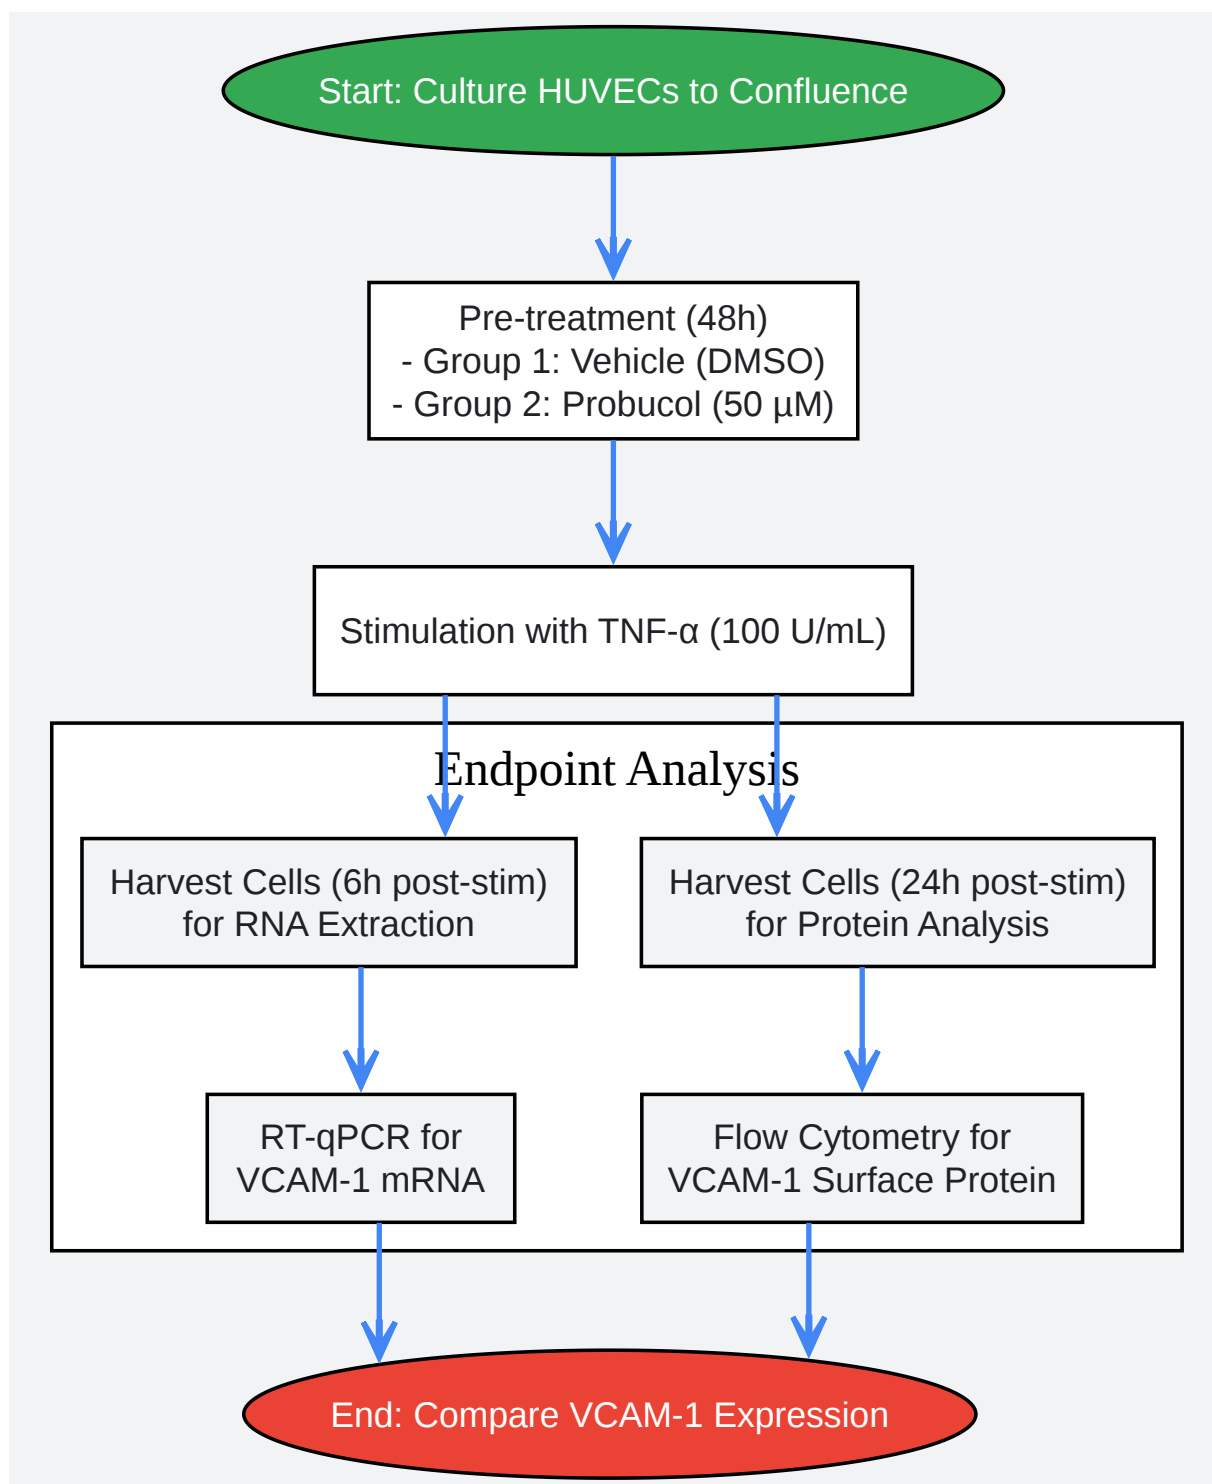 Start: Culture HUVECs to Confluence
Pre-treatment (48h)
- Group 1: Vehicle (DMSO)
- Group 2: Probucol (50 µM)
Stimulation with TNF-α (100 U/mL)
Endpoint Analysis
Harvest Cells (6h post-stim)
for RNA Extraction
Harvest Cells (24h post-stim)
for Protein Analysis
RT-qPCR for
VCAM-1 mRNA
Flow Cytometry for
VCAM-1 Surface Protein
End: Compare VCAM-1 Expression